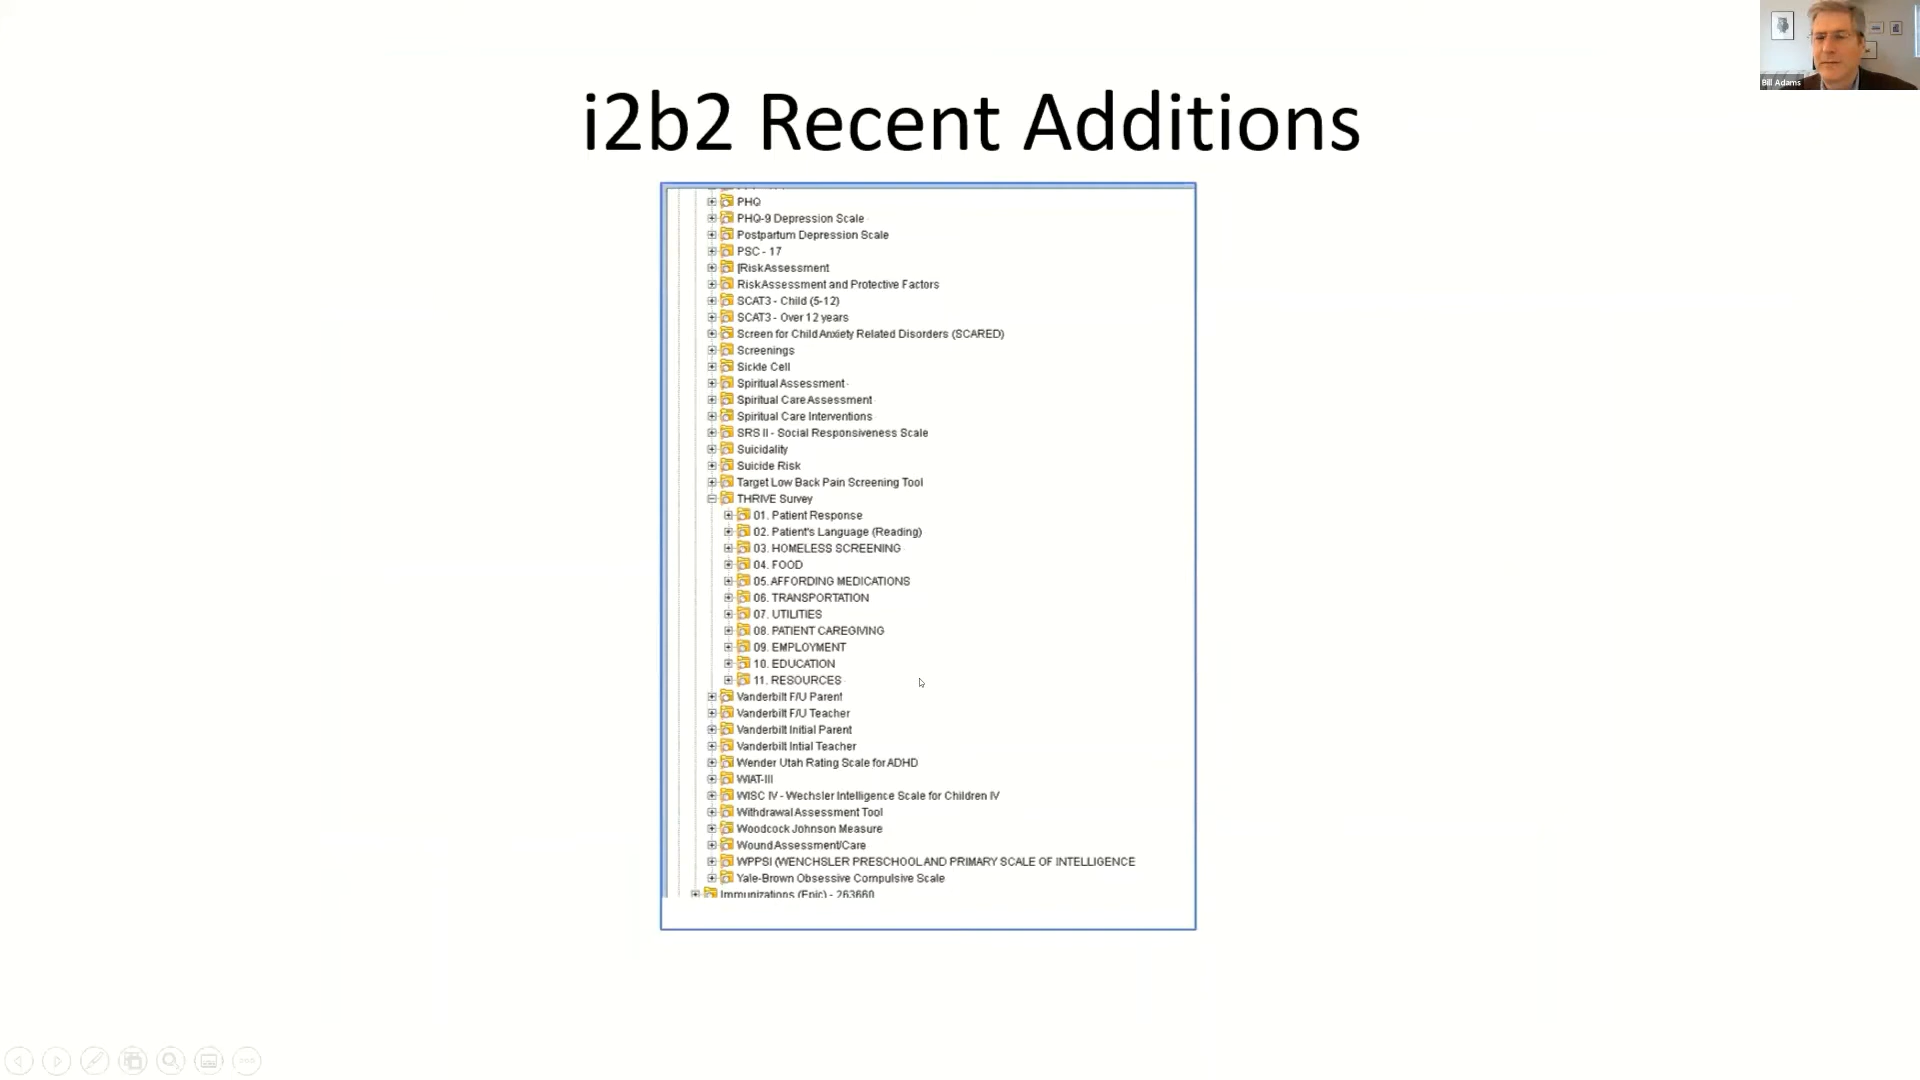 Bill Adams
i2b2 Recent Additions
PHQ
PHQ-9 Depression Scale
Postpartum Depression Scale
PSC - 17
|RiskAssessment
RiskAssessment and Protective Factors
SCAT3 - Child (5-12)
SCAT3 - Over 12 years
Screen for Child Anxiety Related Disorders (SCARED)
Screenings
Sickle Cell
Spiritual Assessment
Spiritual Care Assessment
Spiritual Care Interventions
SRS II - Social Responsiveness Scale
Suicidality
Suicide Risk
Target Low Back Pain Screening Tool
THRIVE Survey
01. Patient Response
02. Patient's Language (Reading)
03. HOMELESS SCREENING
04. FOOD
05. AFFORDING MEDICATIONS
06. TRANSPORTATION
07. UTILITIES
08. PATIENT CAREGIVING
09. EMPLOYMENT
10. EDUCATION
11. RESOURCES
Vanderbilt F/U Parent
Vanderbilt F/U Teacher
Vanderbilt Initial Parent
Vanderbilt Intial Teacher
Wender Utah Rating Scale for ADHD
WIAT-III
WISC IV - Wechsler Intelligence Scale for Children IV
Withdrawal Assessment Tool
Woodcock Johnson Measure
Wound Assessment/Care
WPPSI (WENCHSLER PRESCHOOL AND PRIMARY SCALE OF INTELLIGENCE
Yale-Brown Obsessive Compulsive Scale
Immunizations (Epic) - 263660